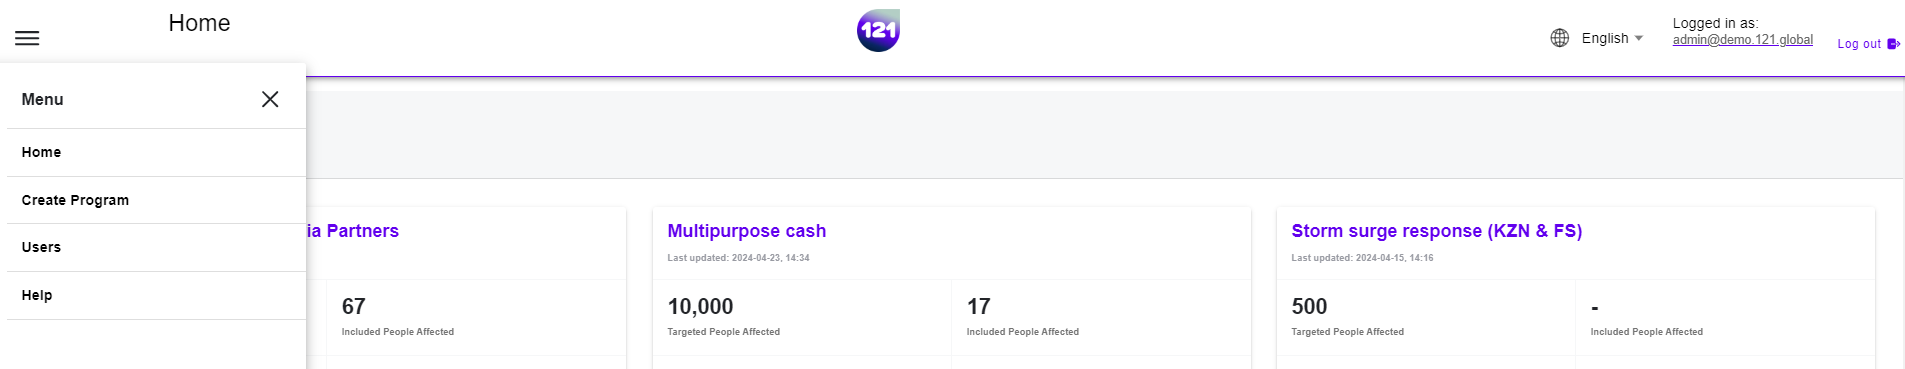 Home
121
English
Logged in as:
admin@demo.121.global
Log out
Menu
Home
Create Program
Users
Help
ia Partners
67
Included People Affected
Multipurpose cash
Last updated: 2024-04-23, 14:34
10,000
Targeted People Affected
17
Included People Affected
Storm surge response (KZN & FS)
Last updated: 2024-04-15, 14:16
500
Targeted People Affected
-
Included People Affected